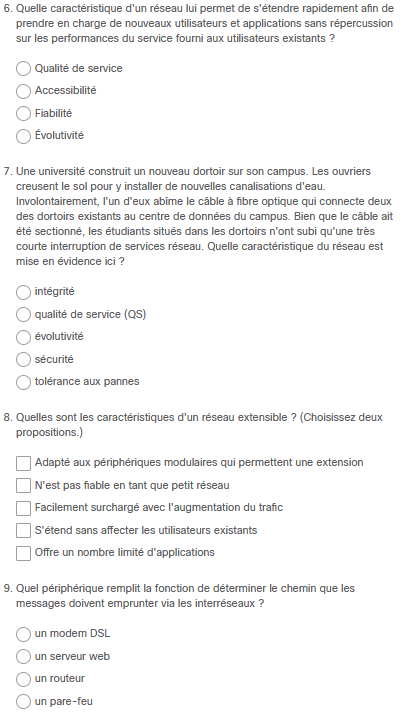 6. Quelle caractéristique d'un réseau lui permet de s'étendre rapidement afin de
prendre en charge de nouveaux utilisateurs et applications sans répercussion
sur les performances du service fourni aux utilisateurs existants ?
Qualité de service
Accessibilité
Fiabilité
Évolutivité
7. Une université construit un nouveau dortoir sur son campus. Les ouvriers
creusent le sol pour y installer de nouvelles canalisations d'eau.
Involontairement, l'un d'eux abîme le câble à fibre optique qui connecte deux
des dortoirs existants au centre de données du campus. Bien que le câble ait
été sectionné, les étudiants situés dans les dortoirs n'ont subi qu'une très
courte interruption de services réseau. Quelle caractéristique du réseau est
mise en évidence ici ?
intégrité
qualité de service (QS)
évolutivité
sécurité
tolérance aux pannes
8. Quelles sont les caractéristiques d'un réseau extensible ? (Choisissez deux
propositions.)
Adapté aux périphériques modulaires qui permettent une extension
N'est pas fiable en tant que petit réseau
Facilement surchargé avec l'augmentation du trafic
S'étend sans affecter les utilisateurs existants
Offre un nombre limité d'applications
9. Quel périphérique remplit la fonction de déterminer le chemin que les
messages doivent emprunter via les interréseaux ?
un modem DSL
un serveur web
un routeur
un pare-feu